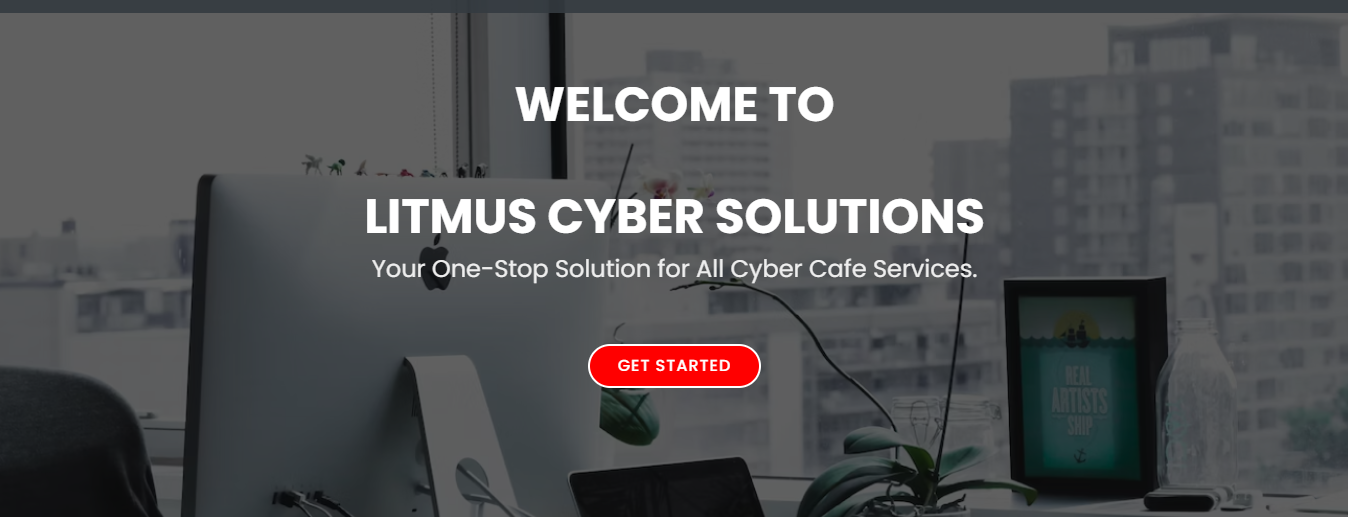 WELCOME TO
LITMUS CYBER SOLUTIONS
Your One-Stop Solution for All Cyber Cafe Services.
GET STARTED
REAL
ARTISTS
SHIP